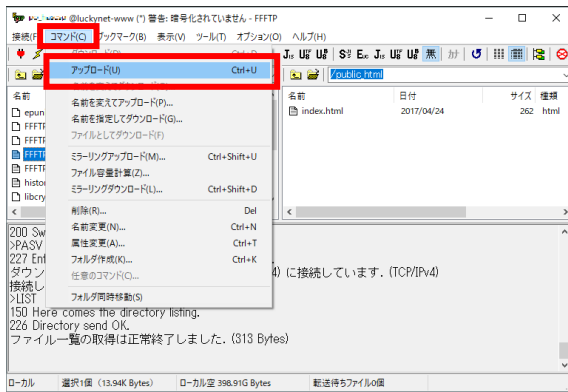 @luckynet-www (*) 警告: 暗号化されていません - FFFTP
接続(F) コマンド(C) ブックマーク(B) 表示(V) ツール(T) オプション(O) ヘルプ(H)
アップロード(U) Ctrl+U
名前を変えてアップロード(P)...
名前を指定してダウンロード(G)...
ファイルとしてダウンロード(F)
ミラーリングアップロード(M)... Ctrl+Shift+U
ファイル容量計算(Z)...
ミラーリングダウンロード(L)... Ctrl+Shift+D
削除(R)... Del
名前変更(N)... Ctrl+N
属性変更(A)... Ctrl+T
フォルダ作成(K)... Ctrl+K
任意のコマンド(C)...
フォルダ同時移動(S)
/public_html
名前 日付 サイズ 種類
index.html 2017/04/24 262 html
名前
epun
FFFTF
FFFTF
FFFTI
FFFTF
histor
libcry
200 Sw
>PASV
227 Ent
ダウン 4) に接続しています. (TCP/IPv4)
接続し
>LIST
150 Here comes the directory listing.
226 Directory send OK.
ファイル一覧の取得は正常終了しました. (313 Bytes)
ローカル 選択1個 (13.94K Bytes) ローカル空 398.91G Bytes 転送待ちファイル0個